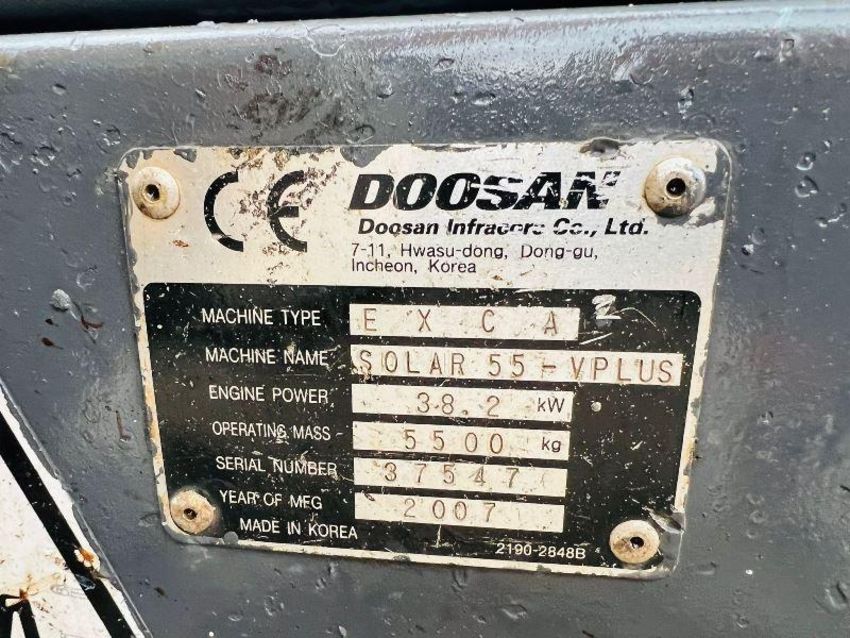 CE DOOSAN
Doosan Infracore Co., Ltd.
7-11, Hwasu-dong, Dong-gu,
Incheon, Korea
MACHINE TYPE EXCA
MACHINE NAME SOLAR 55-VPLUS
ENGINE POWER 38.2 kW
OPERATING MASS 5500 kg
SERIAL NUMBER 37547
YEAR OF MFG 2007
MADE IN KOREA
2190-2848B